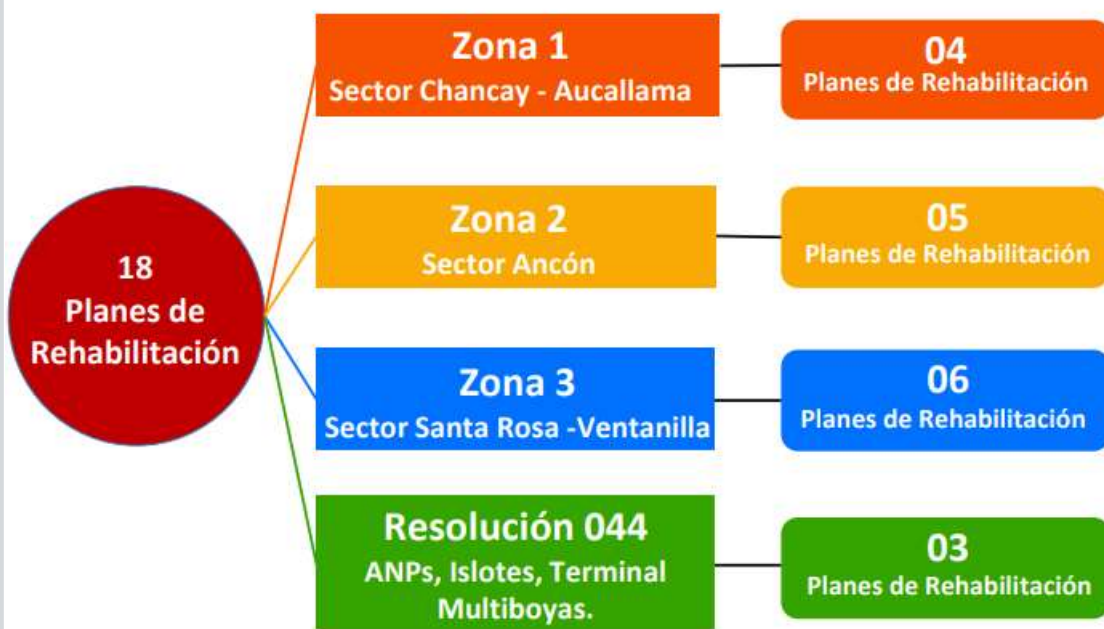 18
Planes de
Rehabilitación
Zona 1
Sector Chancay - Aucallama
04
Planes de Rehabilitación
Zona 2
Sector Ancón
05
Planes de Rehabilitación
Zona 3
Sector Santa Rosa -Ventanilla
06
Planes de Rehabilitación
Resolución 044
ANPs, Islotes, Terminal
Multiboyas.
03
Planes de Rehabilitación